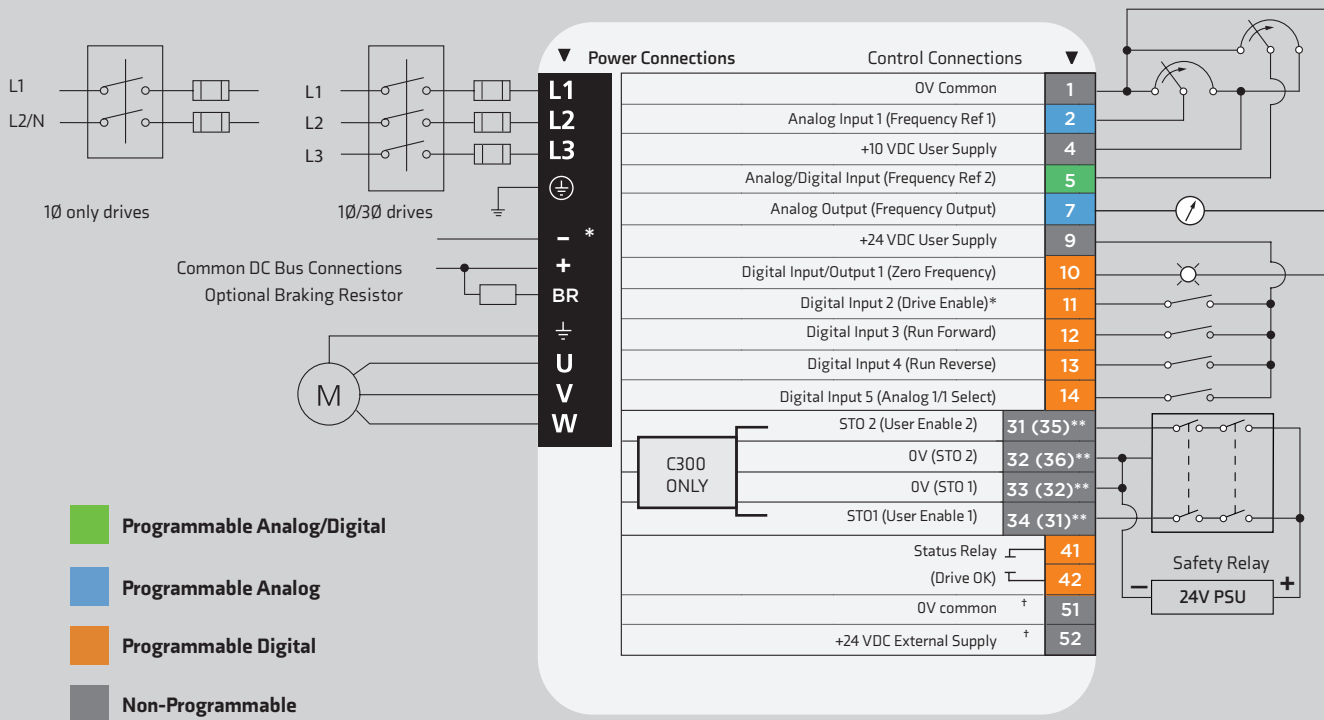 ▼ Power Connections
Control Connections ▼
L1
L2/N
1Ø only drives
L1
L2
L3
1Ø/3Ø drives
Common DC Bus Connections
Optional Braking Resistor
M
L1
L2
L3
– *
+
BR
U
V
W
0V Common 1
Analog Input 1 (Frequency Ref 1) 2
+10 VDC User Supply 4
Analog/Digital Input (Frequency Ref 2) 5
Analog Output (Frequency Output) 7
+24 VDC User Supply 9
Digital Input/Output 1 (Zero Frequency) 10
Digital Input 2 (Drive Enable)* 11
Digital Input 3 (Run Forward) 12
Digital Input 4 (Run Reverse) 13
Digital Input 5 (Analog 1/1 Select) 14
C300
ONLY
STO 2 (User Enable 2) 31 (35)**
0V (STO 2) 32 (36)**
0V (STO 1) 33 (32)**
STO1 (User Enable 1) 34 (31)**
Status Relay 41
(Drive OK) 42
0V common † 51
+24 VDC External Supply † 52
Safety Relay
– 24V PSU +
Programmable Analog/Digital
Programmable Analog
Programmable Digital
Non-Programmable